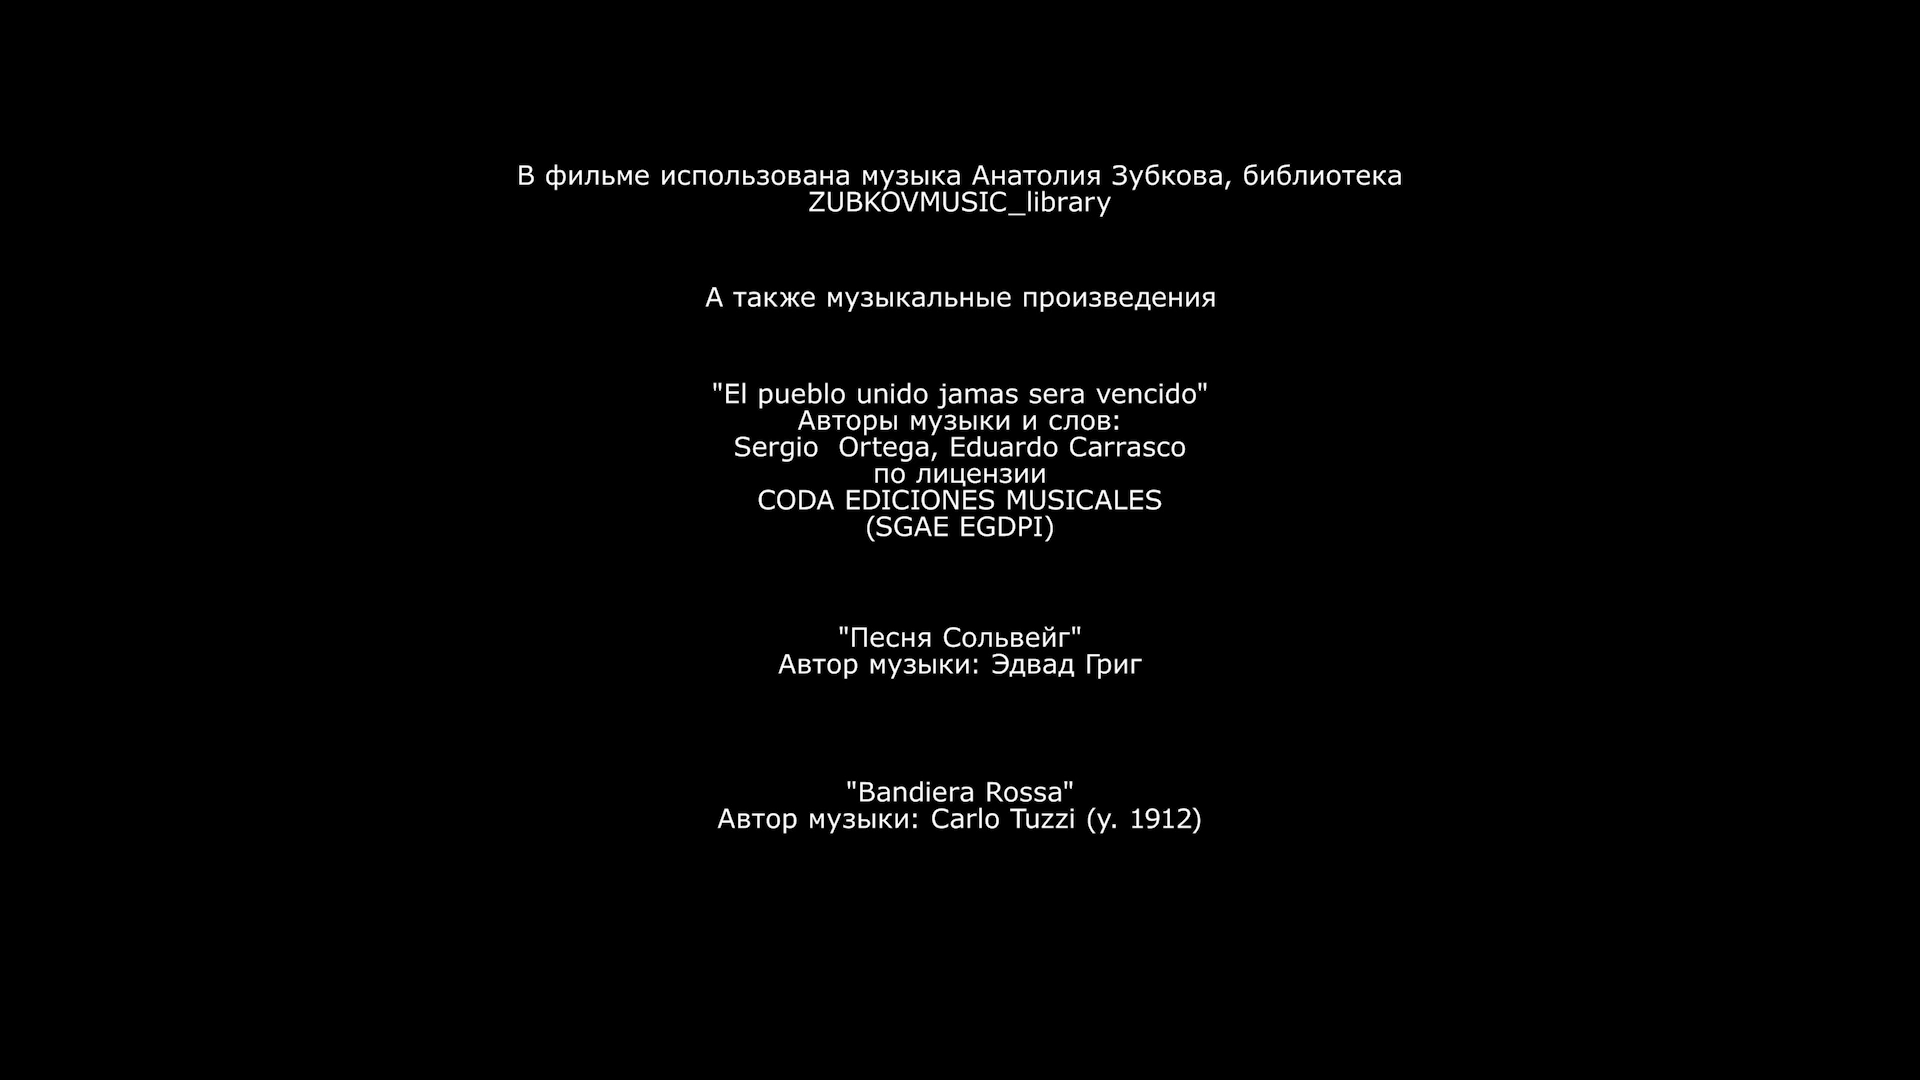 В фильме использована музыка Анатолия Зубкова, библиотека
ZUBKOVMUSIC_library
А также музыкальные произведения
"El pueblo unido jamas sera vencido"
Авторы музыки и слов:
Sergio  Ortega, Eduardo Carrasco
по лицензии
CODA EDICIONES MUSICALES
(SGAE EGDPI)
"Песня Сольвейг"
Автор музыки: Эдвад Григ
"Bandiera Rossa"
Автор музыки: Carlo Tuzzi (у. 1912)